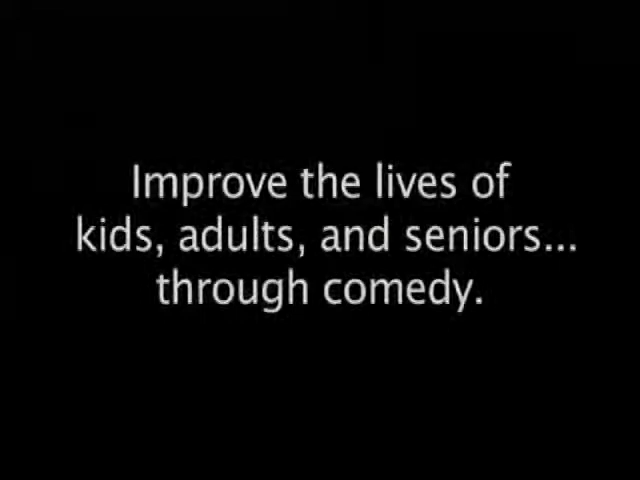 Improve the lives of
kids, adults, and seniors...
through comedy.